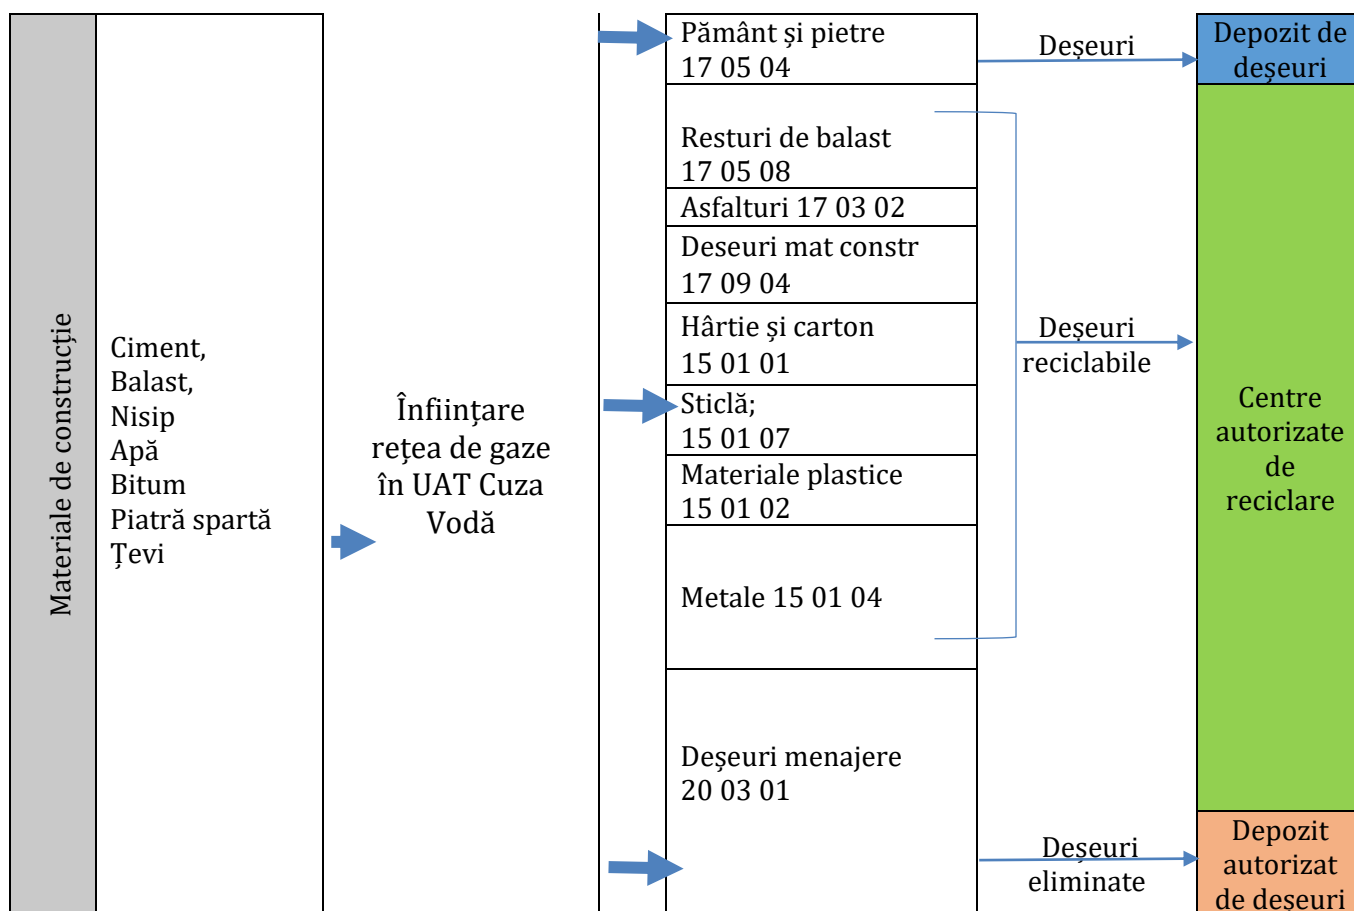 Materiale de construcție
Ciment,
Balast,
Nisip
Apă
Bitum
Piatră spartă
Țevi
Înființare
rețea de gaze
în UAT Cuza
Vodă
Pământ și pietre
17 05 04
Resturi de balast
17 05 08
Asfalturi 17 03 02
Deseuri mat constr
17 09 04
Hârtie și carton
15 01 01
Sticlă;
15 01 07
Materiale plastice
15 01 02
Metale 15 01 04
Deșeuri menajere
20 03 01
Deșeuri
Deșeuri
reciclabile
Deșeuri
eliminate
Depozit de
deșeuri
Centre
autorizate
de
reciclare
Depozit
autorizat
de deșeuri